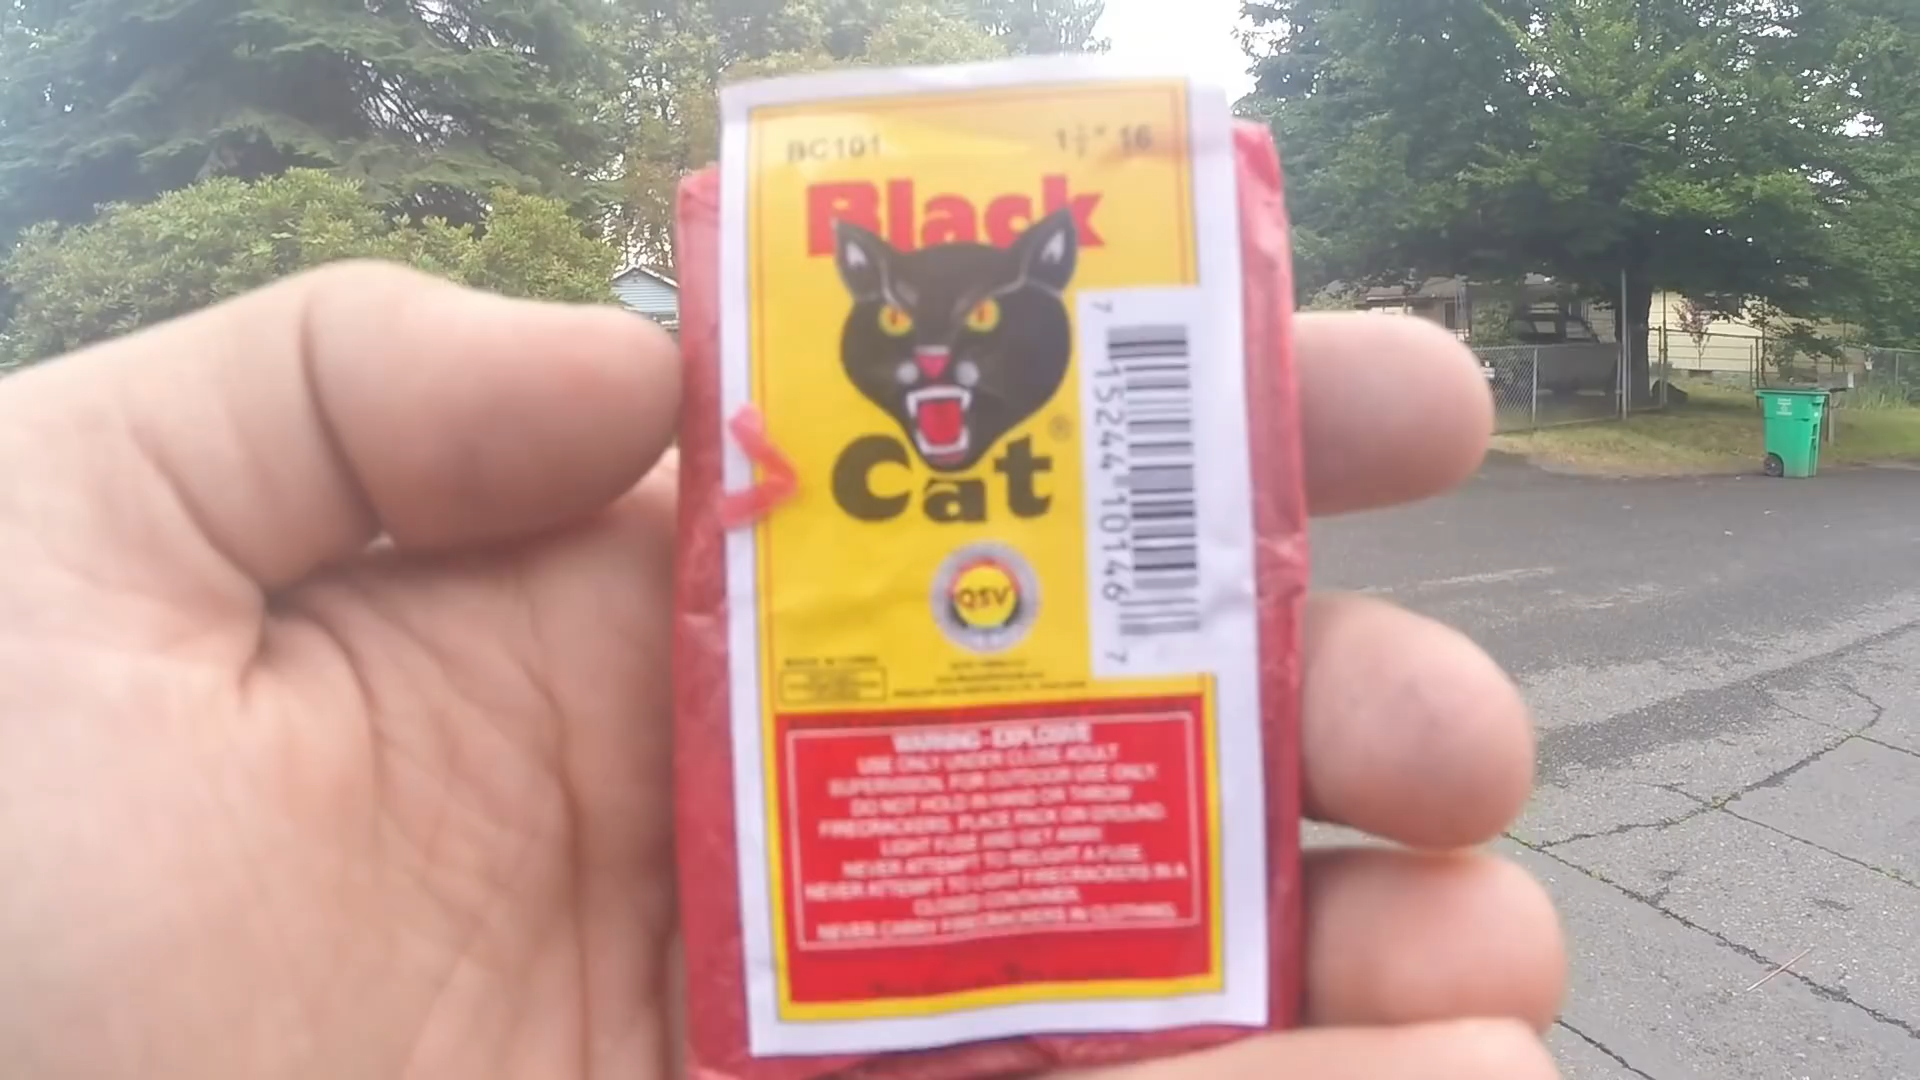 BC101
1½" 16
Black
Cat
®
QSV
7 15244 10146 7
MADE IN CHINA
WARNING - EXPLOSIVE
USE ONLY UNDER CLOSE ADULT
SUPERVISION. FOR OUTDOOR USE ONLY.
DO NOT HOLD IN HAND OR THROW
FIRECRACKERS. PLACE PACK ON GROUND.
LIGHT FUSE AND GET AWAY.
NEVER ATTEMPT TO RELIGHT A FUSE.
NEVER ATTEMPT TO LIGHT FIRECRACKERS IN A
CLOSED CONTAINER.
NEVER CARRY FIRECRACKERS IN CLOTHING.